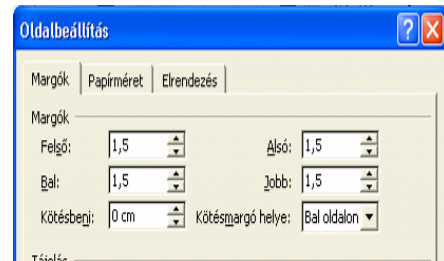 Oldalbeállítás
Margók Papírméret Elrendezés
Margók
Felső: 1,5 Alsó: 1,5
Bal: 1,5 Jobb: 1,5
Kötésbeni: 0 cm Kötésmargó helye: Bal oldalon
Tájolás